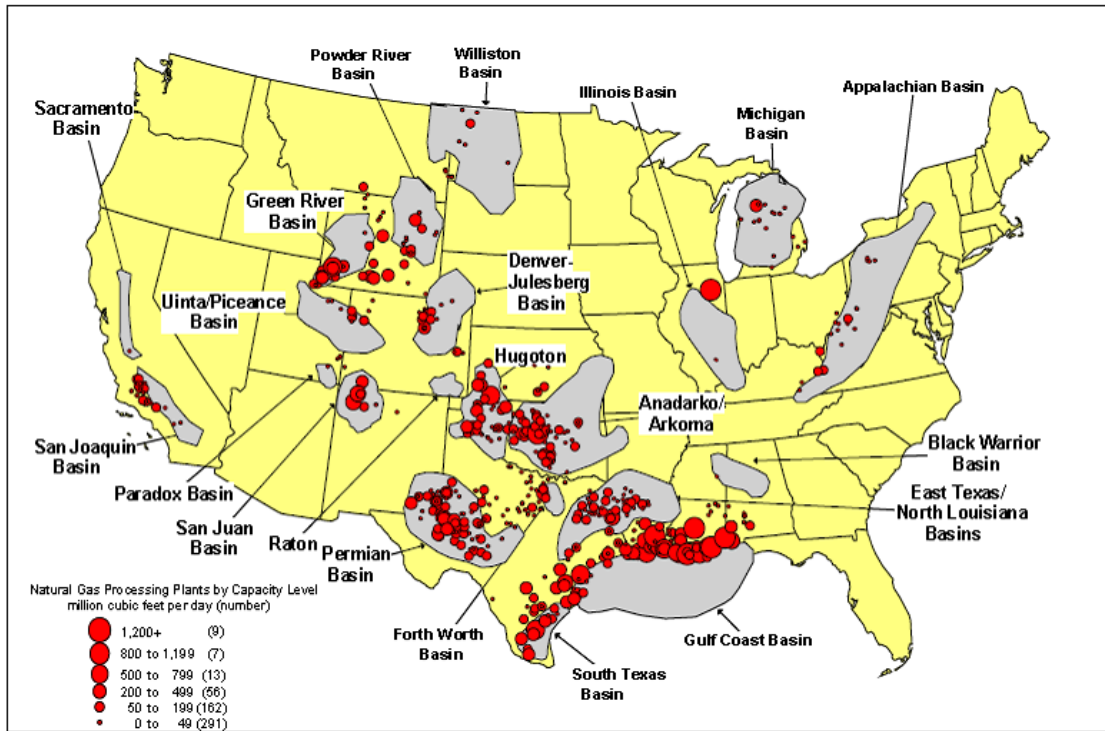 Powder River
Basin
Williston
Basin
Illinois Basin
Appalachian Basin
Michigan
Basin
Sacramento
Basin
Green River
Basin
Denver-
Julesberg
Basin
Uinta/Piceance
Basin
Hugoton
Anadarko/
Arkoma
San Joaquin
Basin
Black Warrior
Basin
Paradox Basin
East Texas/
North Louisiana
Basins
San Juan
Basin
Raton
Permian
Basin
Forth Worth
Basin
Gulf Coast Basin
South Texas
Basin
Natural Gas Processing Plants by Capacity Level
million cubic feet per day (number)
1,200+ (9)
800 to 1,199 (7)
500 to 799 (13)
200 to 499 (56)
50 to 199 (162)
0 to 49 (291)